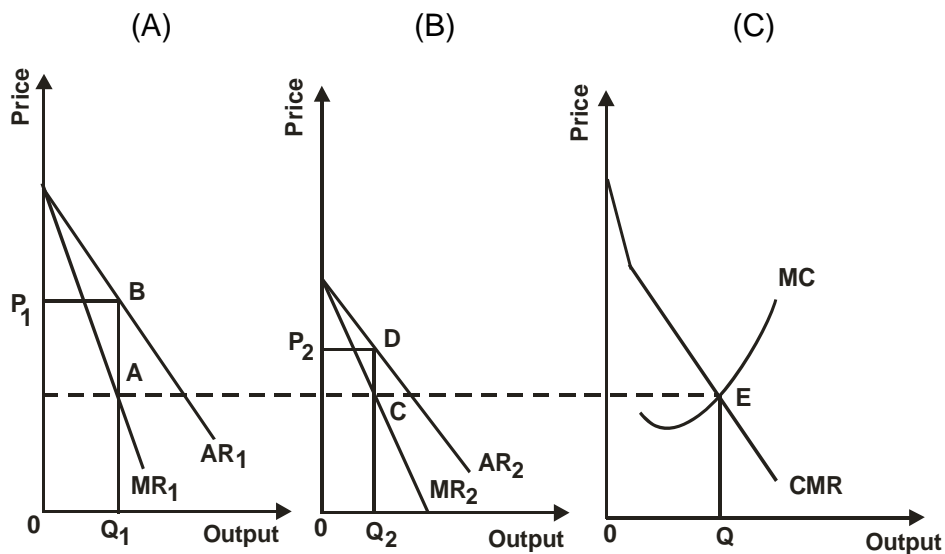 (A)
(B)
(C)
Price
P₁
B
A
AR₁
MR₁
0
Q₁
Output
Price
P₂
D
C
AR₂
MR₂
0
Q₂
Output
Price
MC
E
CMR
0
Q
Output